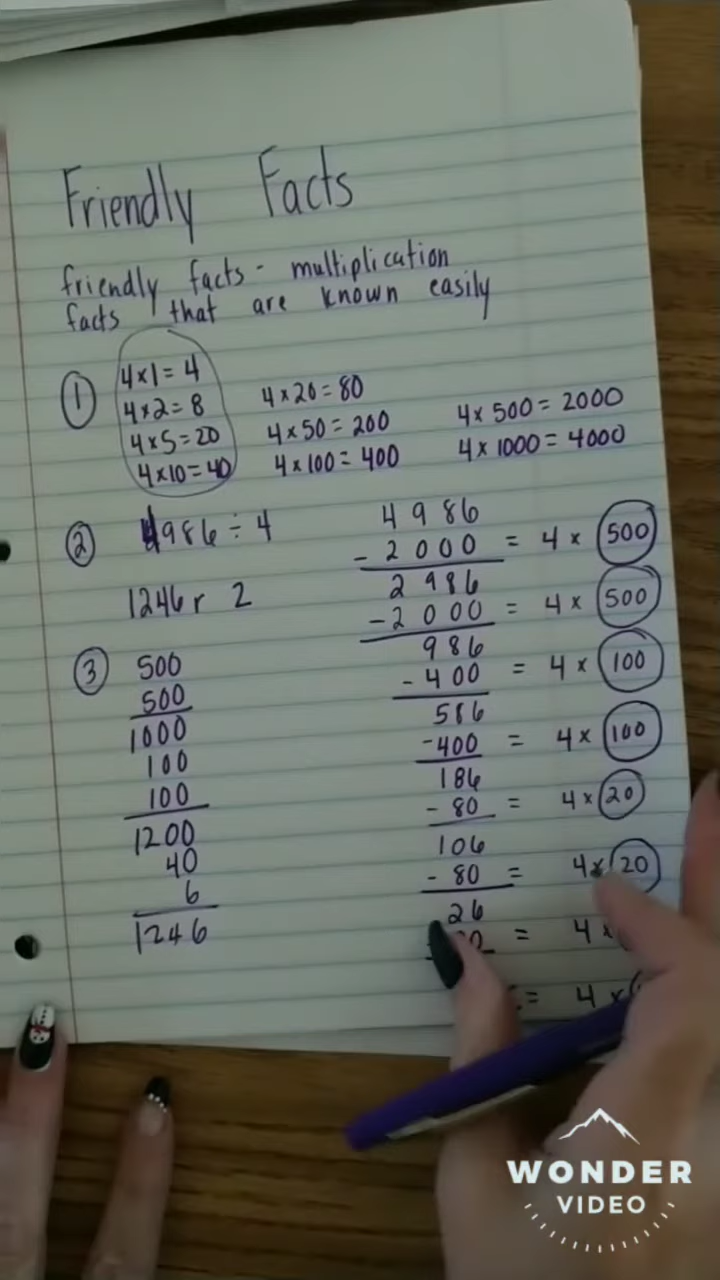 Friendly Facts
friendly facts - multiplication
facts that are known easily
① 4×1=4
4×2=8
4×5=20
4×10=40
4×20=80
4×50=200
4×100=400
4×500=2000
4×1000=4000
② 4986÷4
1246 r 2
4986
-2000 = 4×500
2986
-2000 = 4×500
986
-400 = 4×100
586
-400 = 4×100
186
-80 = 4×20
106
-80 = 4×20
26
= 4×
= 4×
③ 500
500
1000
100
100
1200
40
6
1246
WONDER
VIDEO